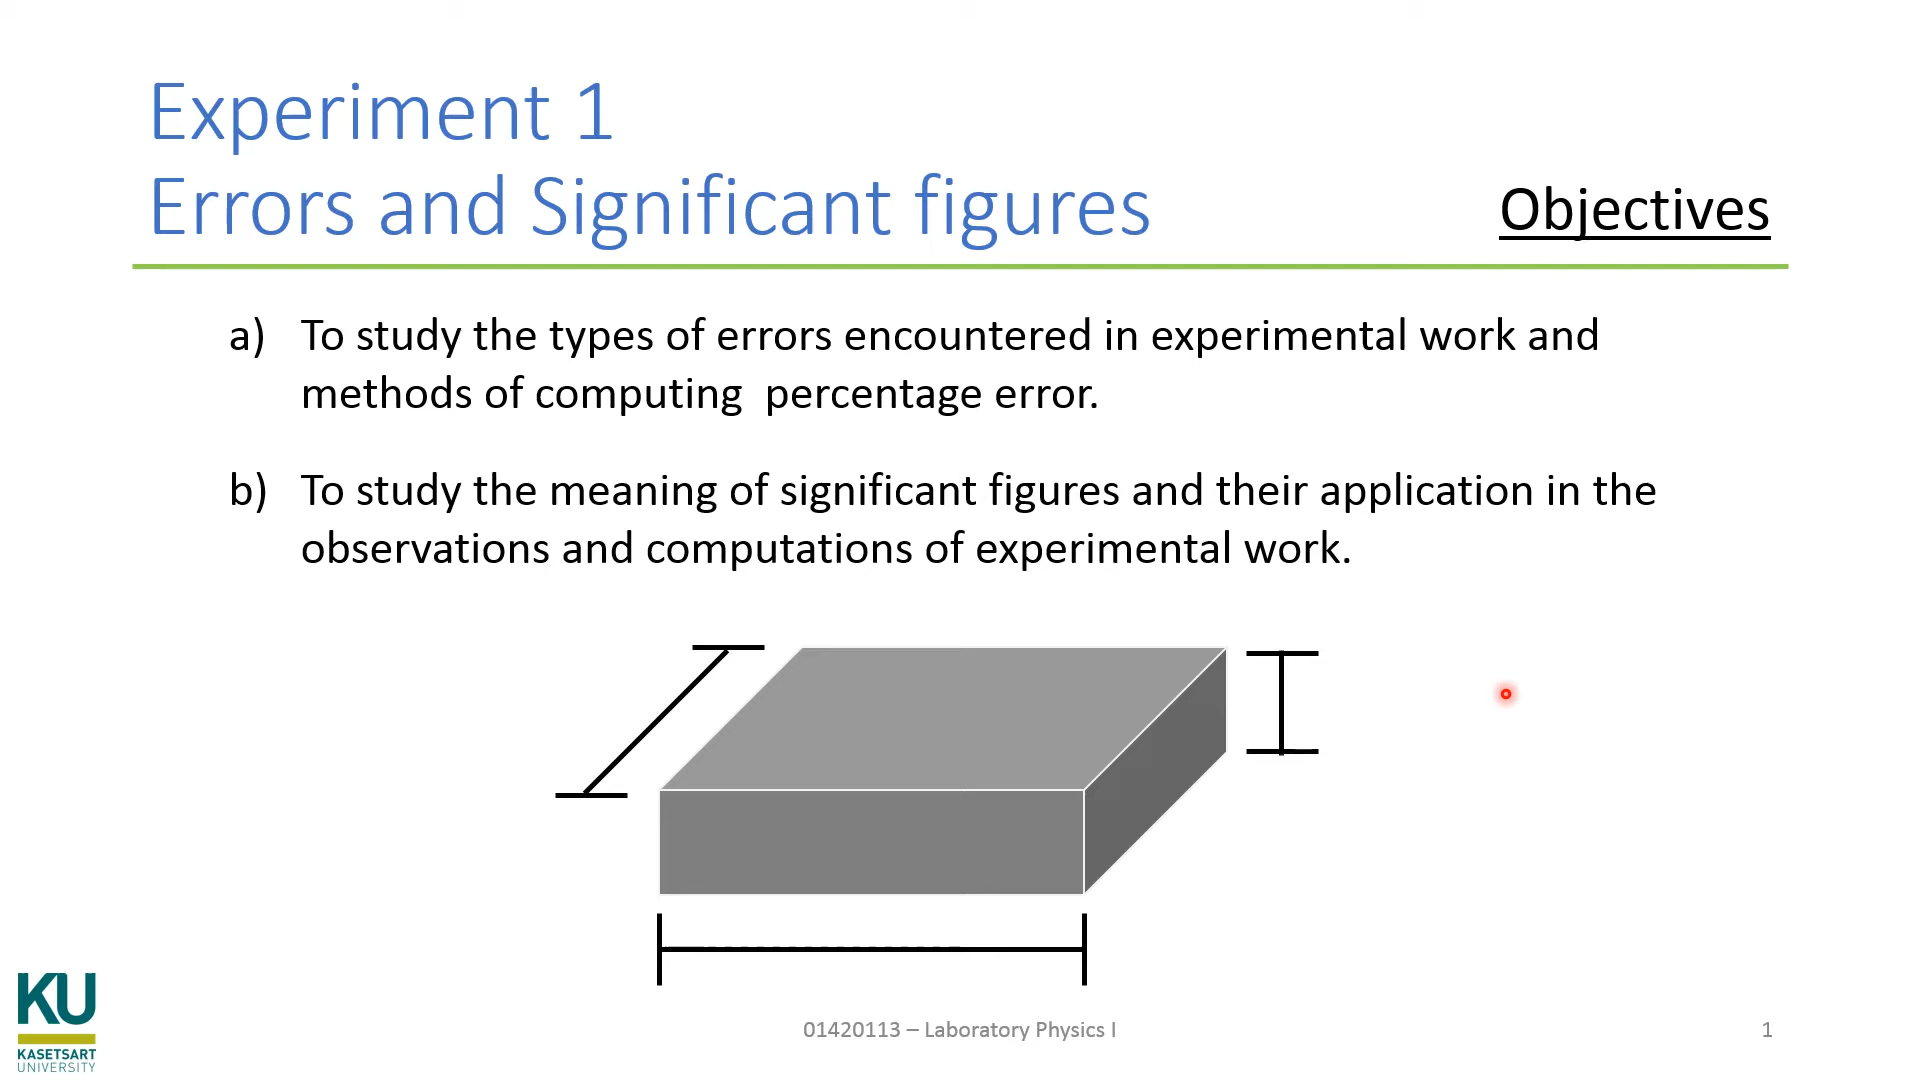 Experiment 1
Errors and Significant figures
Objectives
a) To study the types of errors encountered in experimental work and
methods of computing percentage error.
b) To study the meaning of significant figures and their application in the
observations and computations of experimental work.
KU
KASETSART
UNIVERSITY
01420113 – Laboratory Physics I
1